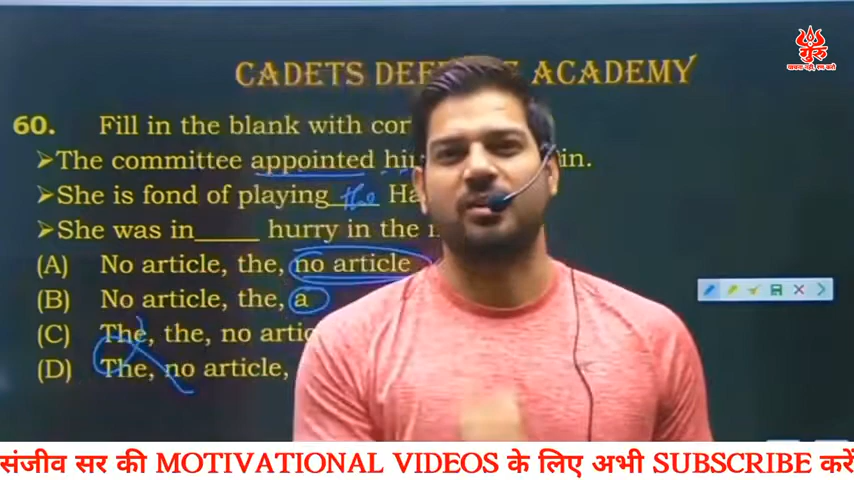 CADETS DEFENCE ACADEMY
गुरु
60. Fill in the blank with cor
➤The committee appointed hi in.
➤She is fond of playing the Ha
➤She was in____ hurry in the
(A) No article, the, no article
(B) No article, the, a
(C) The, the, no artic
(D) The, no article,
संजीव सर की MOTIVATIONAL VIDEOS के लिए अभी SUBSCRIBE करें